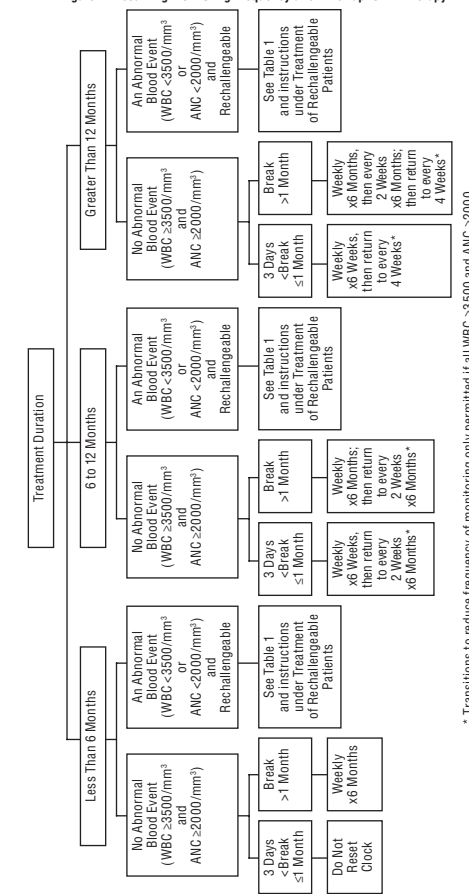 Treatment Duration
Less Than 6 Months
6 to 12 Months
Greater Than 12 Months
No Abnormal
Blood Event
(WBC ≥3500/mm³
and
ANC ≥2000/mm³)
An Abnormal
Blood Event
(WBC <3500/mm³
or
ANC <2000/mm³)
and
Rechallengeable
No Abnormal
Blood Event
(WBC ≥3500/mm³
and
ANC ≥2000/mm³)
An Abnormal
Blood Event
(WBC <3500/mm³
or
ANC <2000/mm³)
and
Rechallengeable
No Abnormal
Blood Event
(WBC ≥3500/mm³
and
ANC ≥2000/mm³)
An Abnormal
Blood Event
(WBC <3500/mm³
or
ANC <2000/mm³)
and
Rechallengeable
3 Days
<Break
≤1 Month
Break
>1 Month
See Table 1
and instructions
under Treatment
of Rechallengeable
Patients
3 Days
<Break
≤1 Month
Break
>1 Month
See Table 1
and instructions
under Treatment
of Rechallengeable
Patients
3 Days
<Break
≤1 Month
Break
>1 Month
See Table 1
and instructions
under Treatment
of Rechallengeable
Patients
Do Not
Reset
Clock
Weekly
x6 Months
Weekly
x6 Weeks,
then return
to every
2 Weeks
x6 Months*
Weekly
x6 Months;
then return
to every
2 Weeks
x6 Months*
Weekly
x6 Weeks,
then return
to every
4 Weeks*
Weekly
x6 Months,
then every
2 Weeks
x6 Months;
then return
to every
4 Weeks*
* Transitions to reduce frequency of monitoring only permitted if all WBC ≥3500 and ANC ≥2000